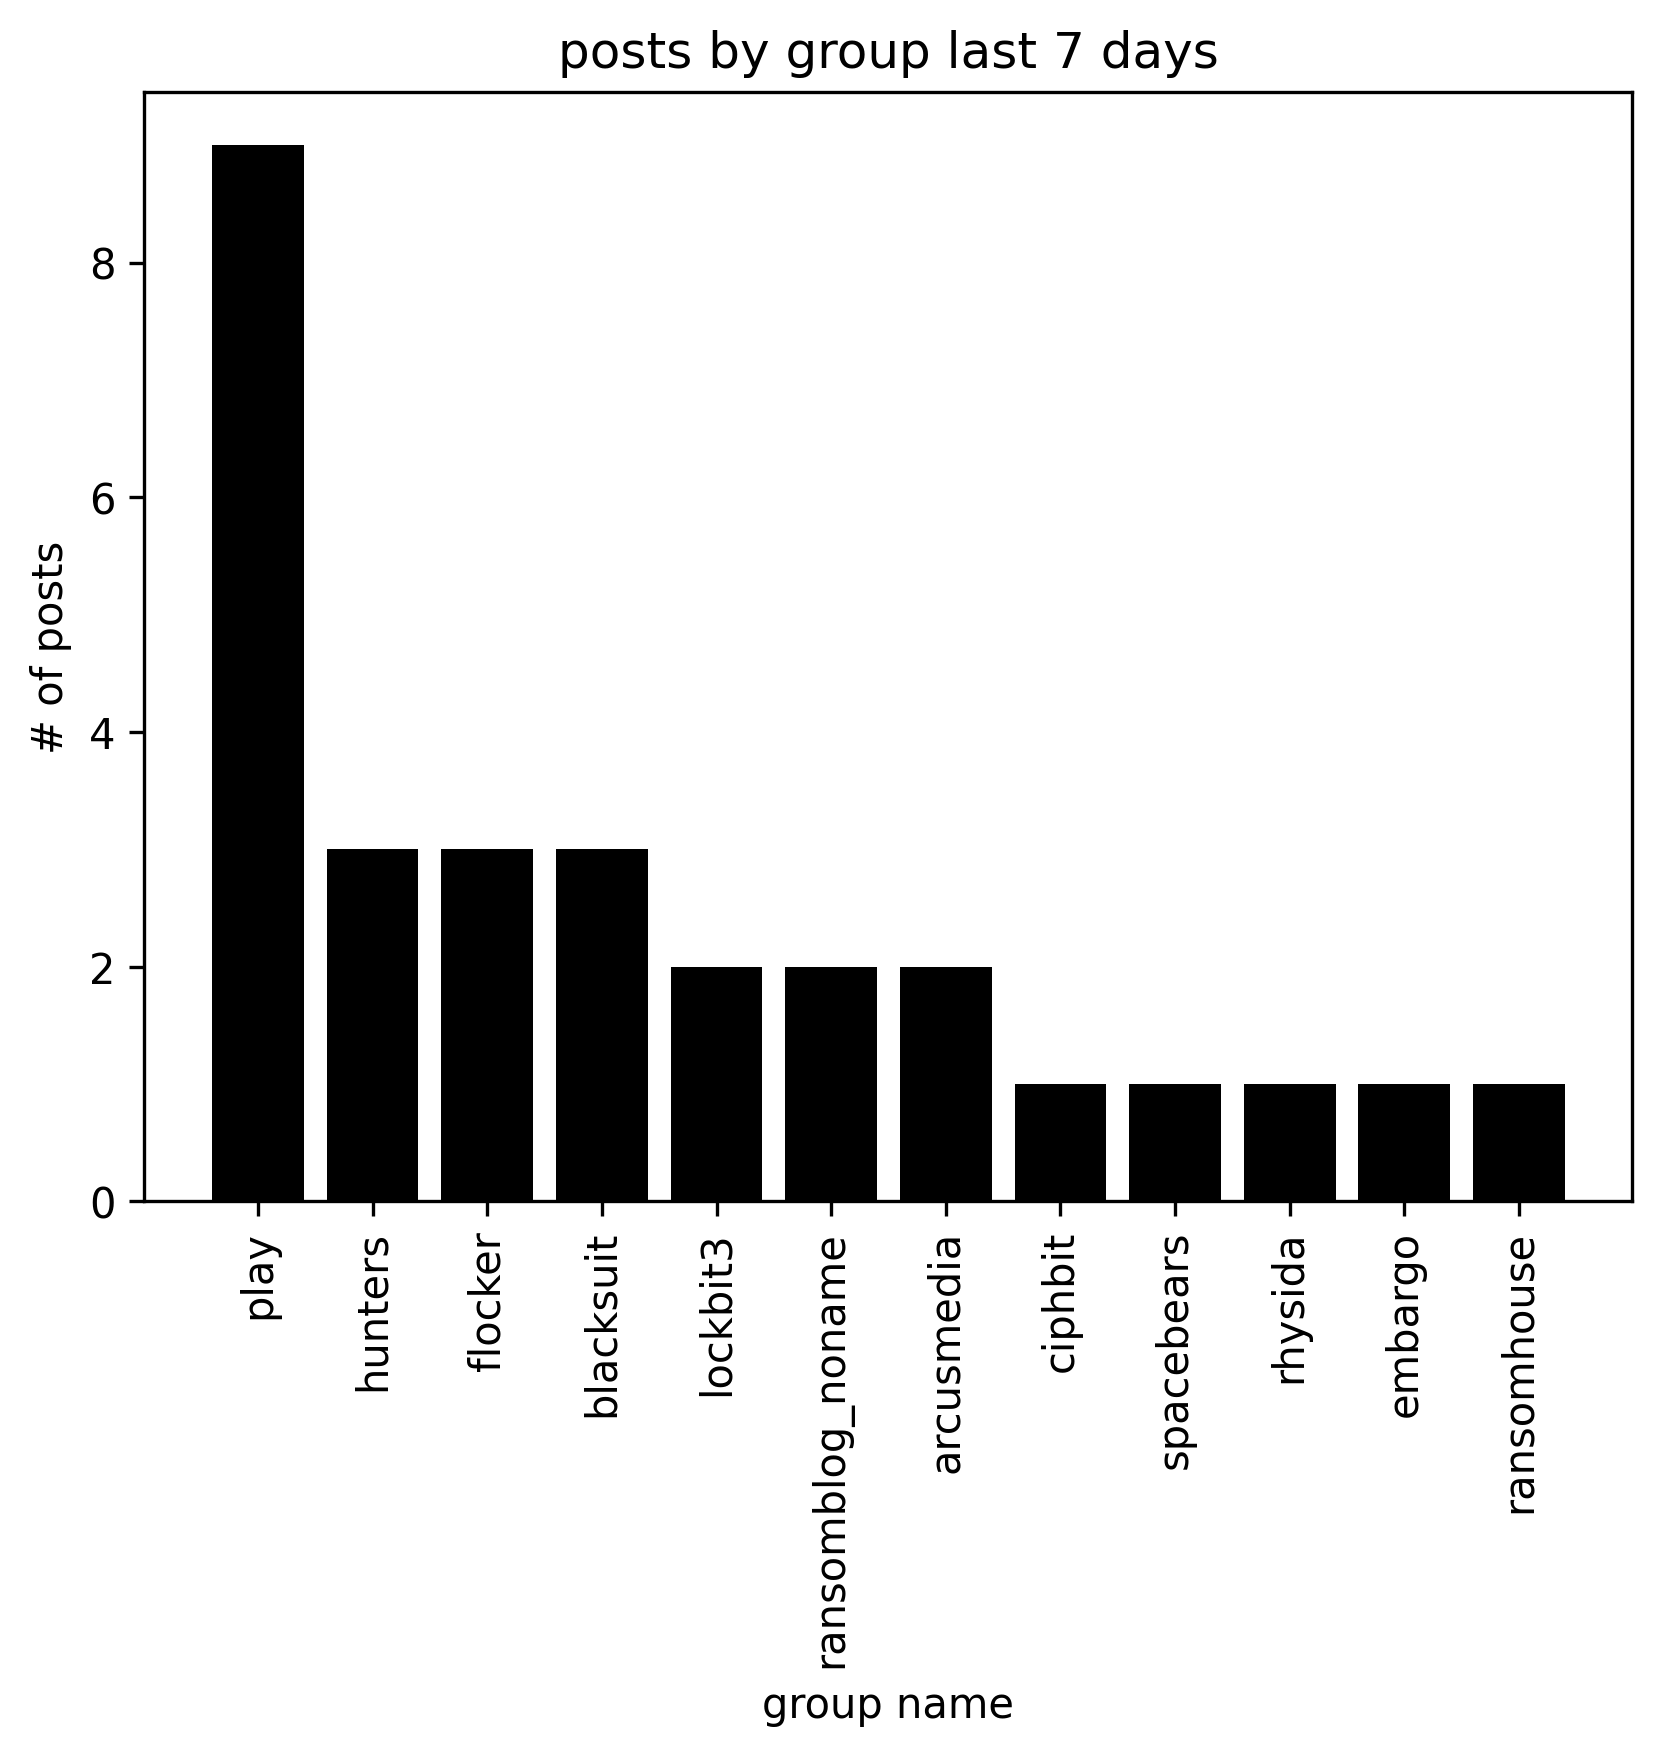 posts by group last 7 days
# of posts
8
6
4
2
0
play
hunters
flocker
blacksuit
lockbit3
ransomblog_noname
arcusmedia
ciphbit
spacebears
rhysida
embargo
ransomhouse
group name